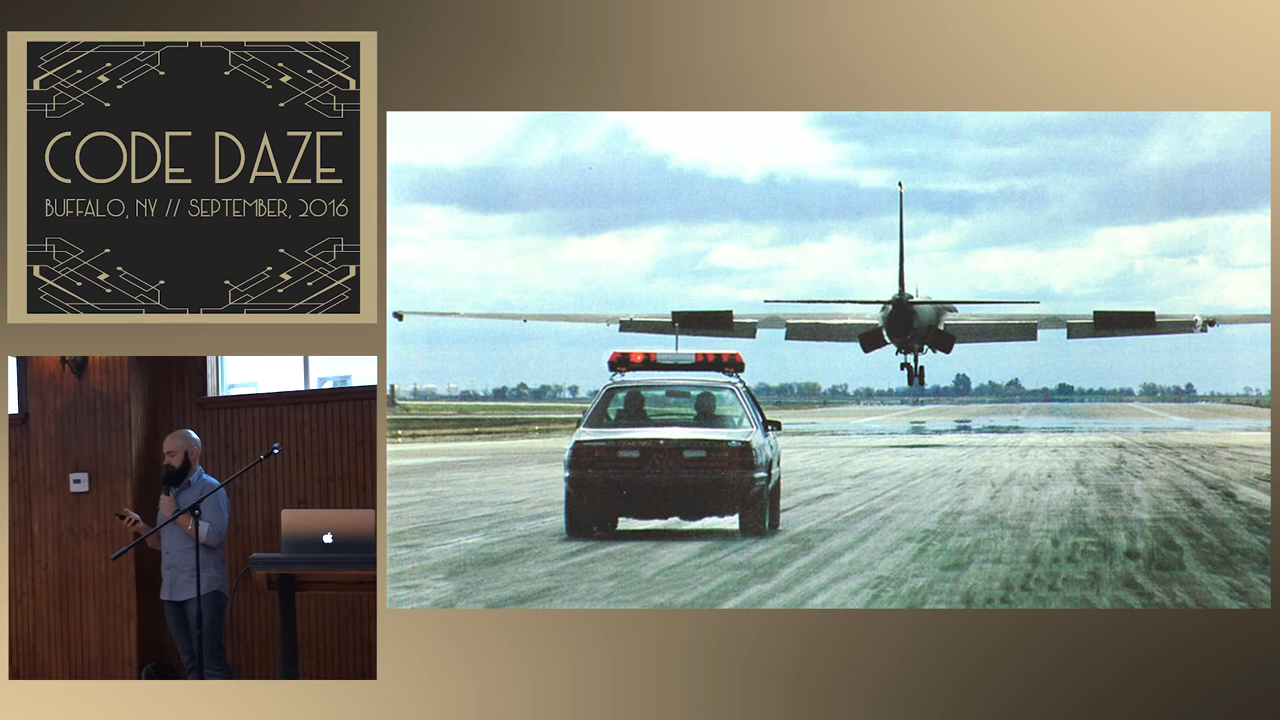 CODE DAZE
BUFFALO, NY // SEPTEMBER, 2016